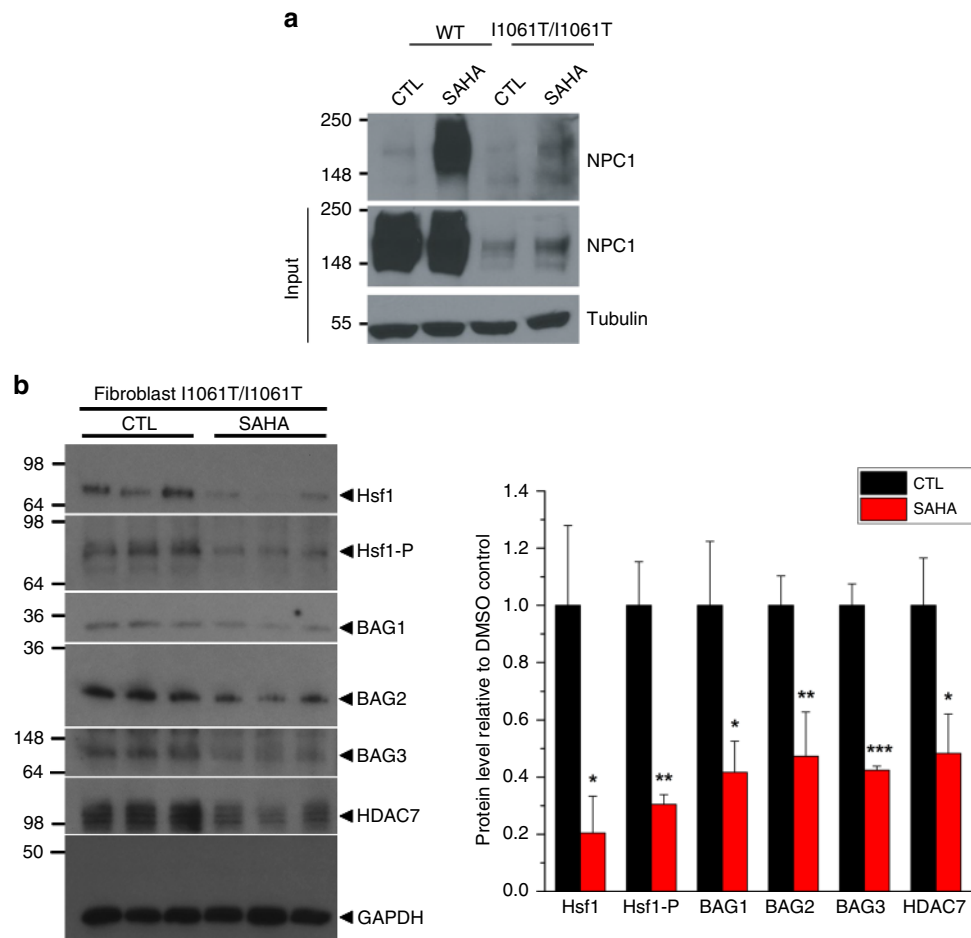 a
WT I1061T/I1061T
CTL SAHA CTL SAHA
250
148
NPC1
250
148
NPC1
55
Tubulin
Input
b
Fibroblast I1061T/I1061T
CTL SAHA
98
64
Hsf1
98
64
Hsf1-P
36
BAG1
36
BAG2
148
64
BAG3
98
HDAC7
50
GAPDH
CTL
SAHA
Protein level relative to DMSO control
1.4
1.2
1.0
0.8
0.6
0.4
0.2
0.0
* ** * ** *** *
Hsf1 Hsf1-P BAG1 BAG2 BAG3 HDAC7